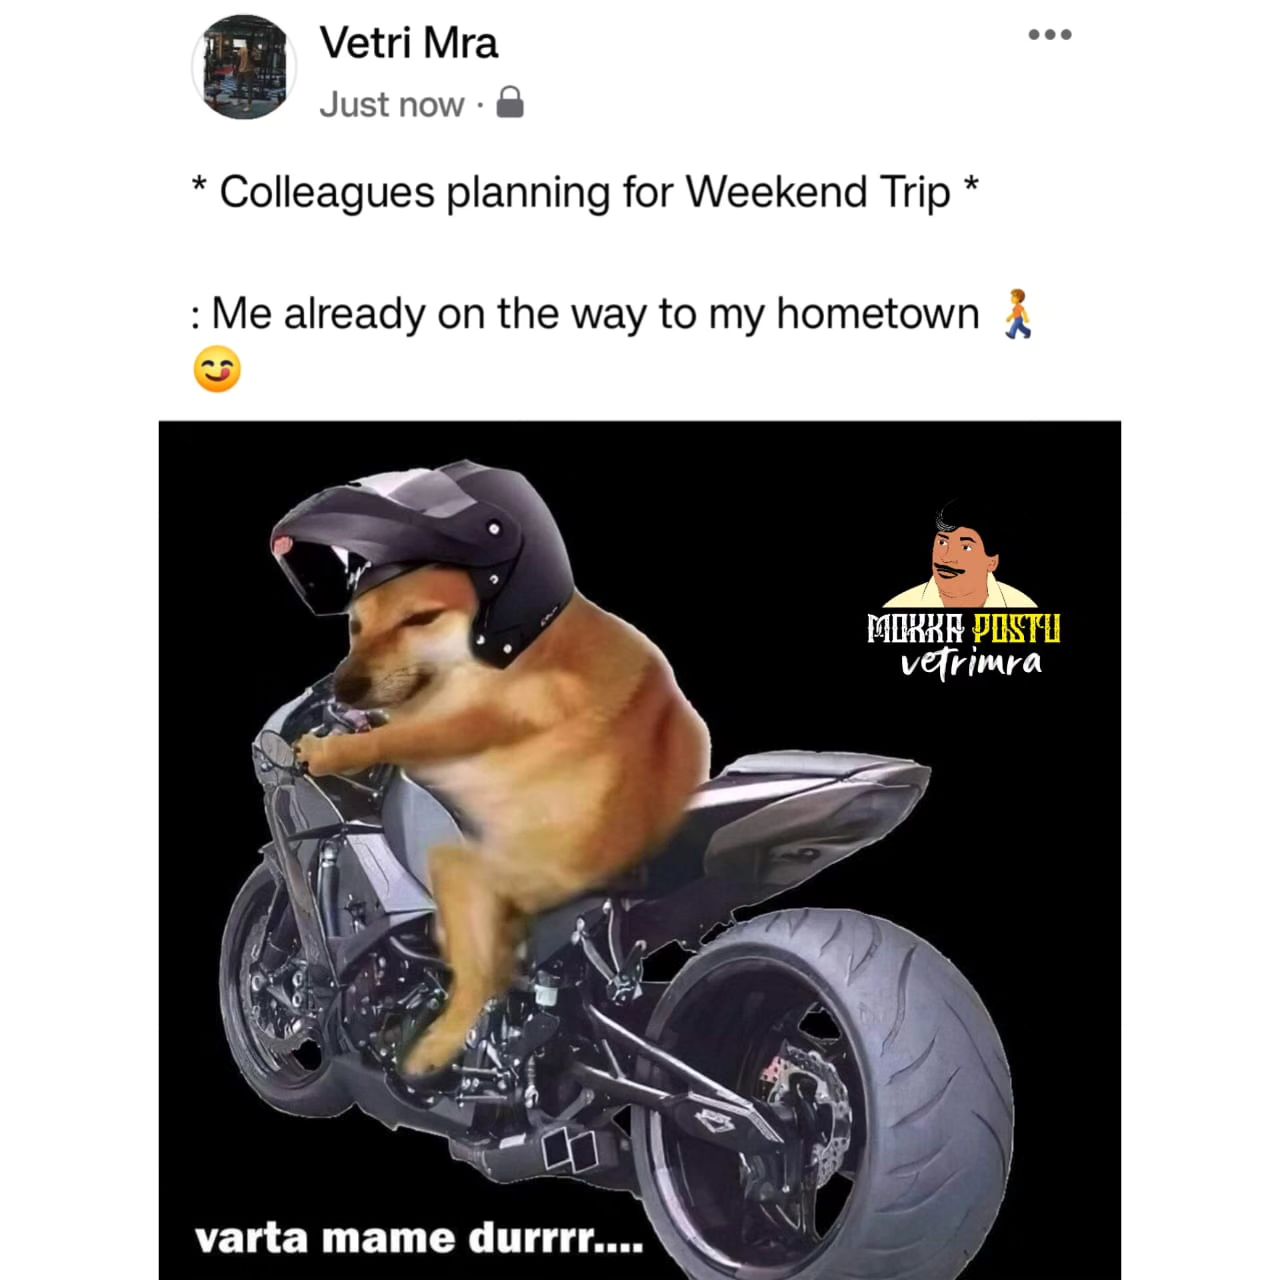 Vetri Mra
Just now ·
* Colleagues planning for Weekend Trip *
: Me already on the way to my hometown 🚶
😋
MOKKA POSTU
vetrimra
varta mame durrrr....